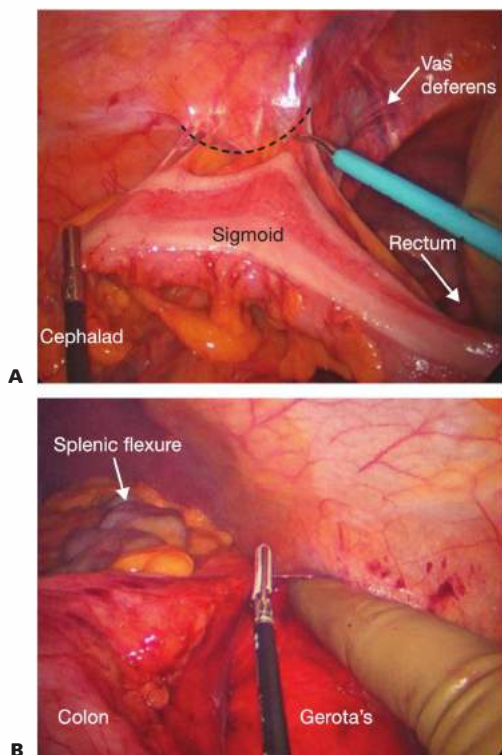 Vas
deferens
Sigmoid
Rectum
Cephalad
A
Splenic flexure
Colon
Gerota's
B